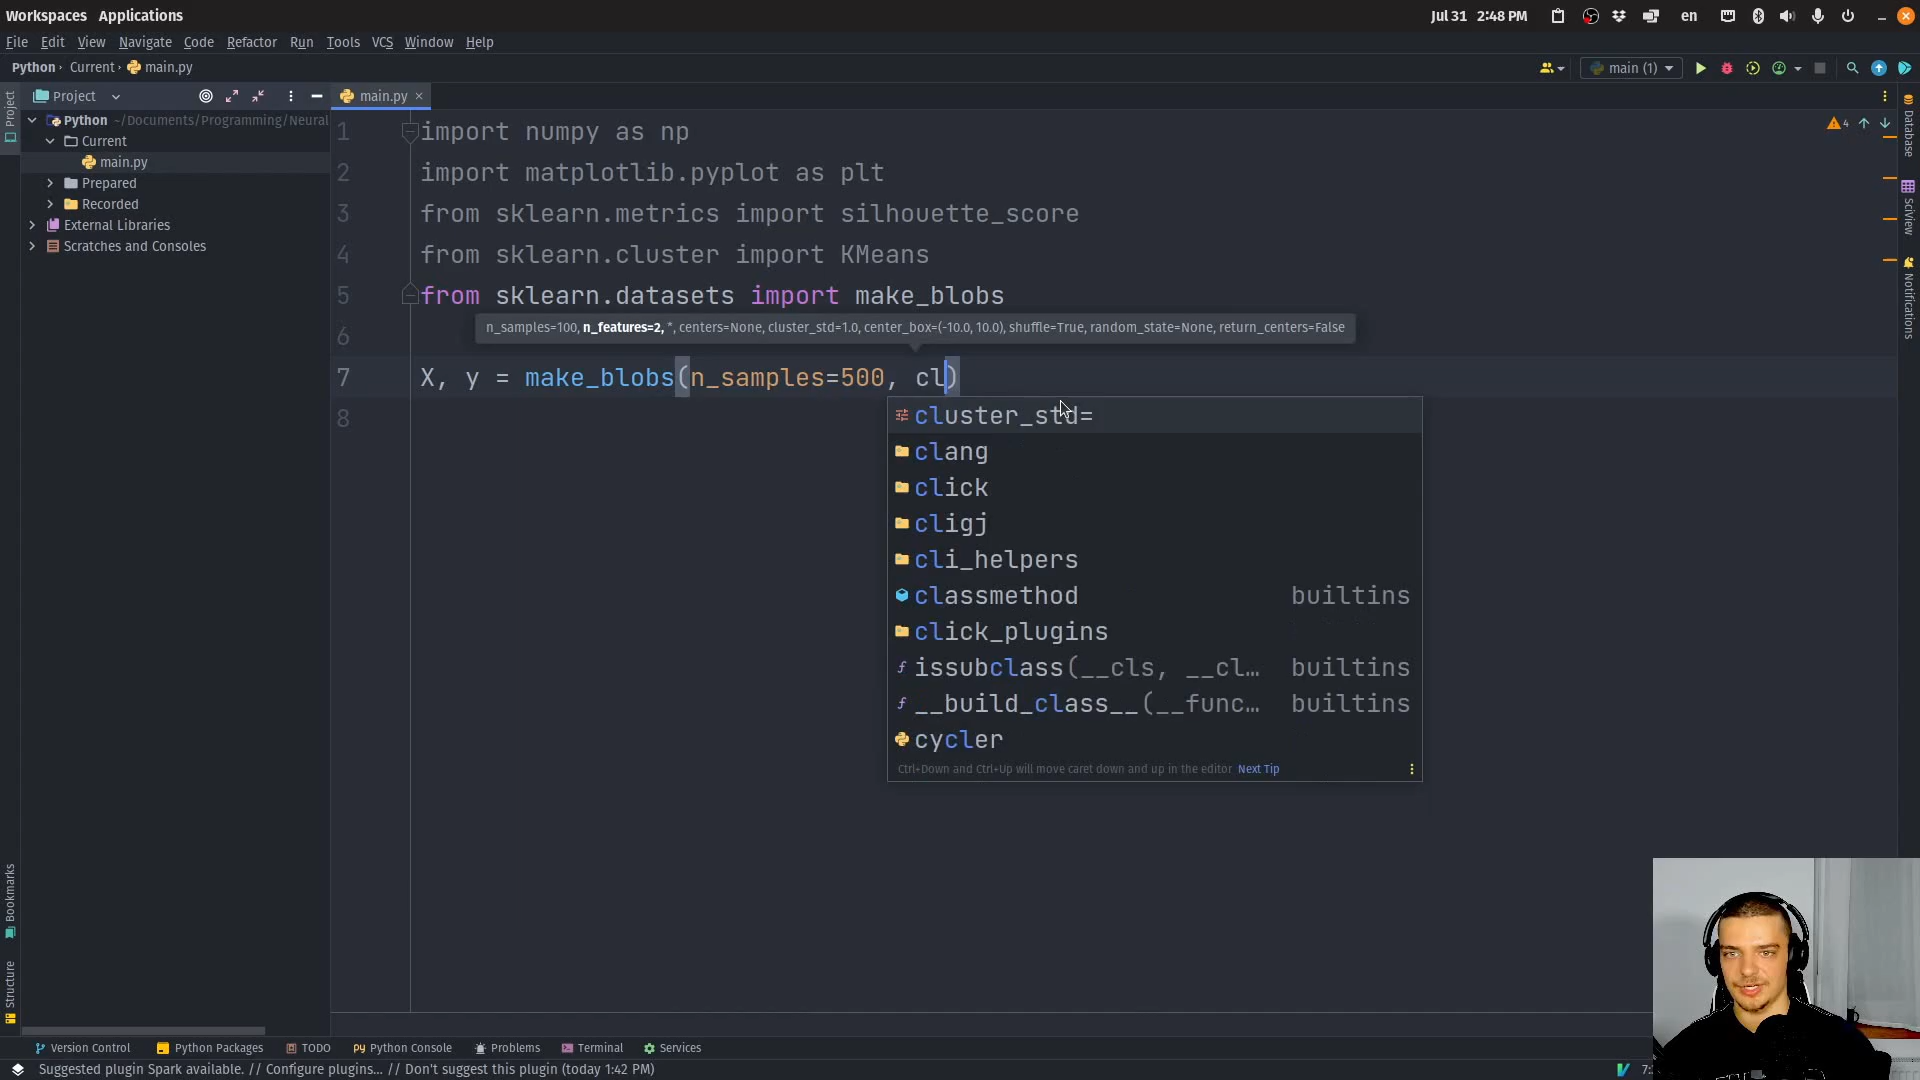 Workspaces Applications
Jul 31 2:48 PM
en
File Edit View Navigate Code Refactor Run Tools VCS Window Help
Python Current main.py
main (1)
Project
main.py
Project
Python ~/Documents/Programming/Neural
Current
main.py
Prepared
Recorded
External Libraries
Scratches and Consoles
Bookmarks
Structure
1 import numpy as np
2 import matplotlib.pyplot as plt
3 from sklearn.metrics import silhouette_score
4 from sklearn.cluster import KMeans
5 from sklearn.datasets import make_blobs
n_samples=100, n_features=2, *, centers=None, cluster_std=1.0, center_box=(-10.0, 10.0), shuffle=True, random_state=None, return_centers=False
6
7 X, y = make_blobs(n_samples=500, cl)
8
cluster_std=
clang
click
cligj
cli_helpers
classmethod builtins
click_plugins
issubclass(__cls, __cl… builtins
__build_class__(__func… builtins
cycler
Ctrl+Down and Ctrl+Up will move caret down and up in the editor Next Tip
4
Database
SciView
Notifications
Version Control Python Packages TODO Python Console Problems Terminal Services
Suggested plugin Spark available. // Configure plugins... // Don't suggest this plugin (today 1:42 PM)